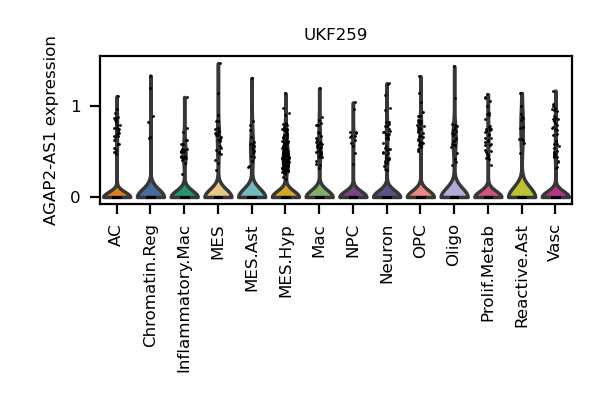 UKF259
AGAP2-AS1 expression
1
0
AC
Chromatin.Reg
Inflammatory.Mac
MES
MES.Ast
MES.Hyp
Mac
NPC
Neuron
OPC
Oligo
Prolif.Metab
Reactive.Ast
Vasc